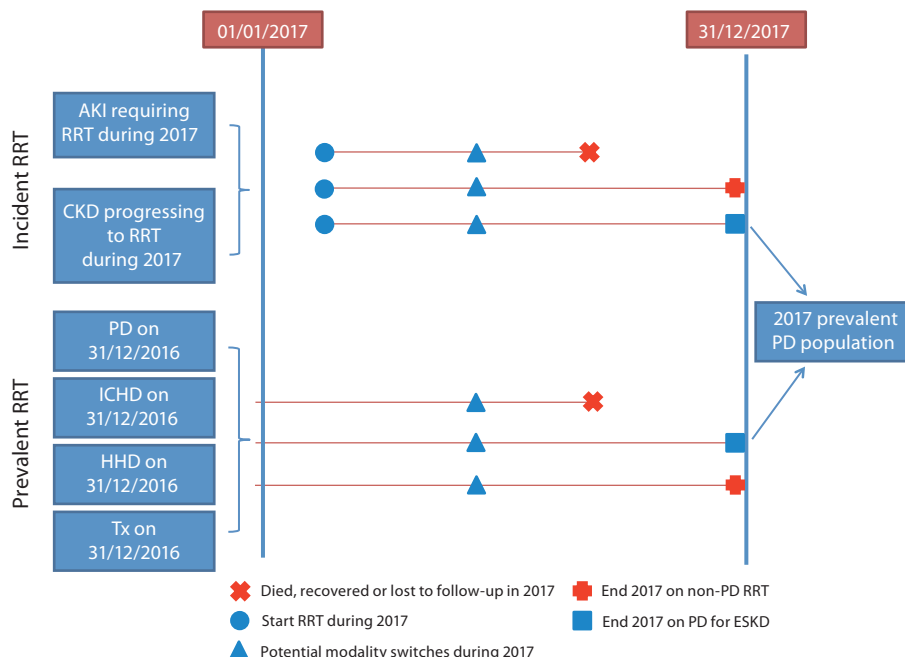 01/01/2017
31/12/2017
Incident RRT
AKI requiring
RRT during 2017
CKD progressing
to RRT
during 2017
2017 prevalent
PD population
Prevalent RRT
PD on
31/12/2016
ICHD on
31/12/2016
HHD on
31/12/2016
Tx on
31/12/2016
Died, recovered or lost to follow-up in 2017
End 2017 on non-PD RRT
Start RRT during 2017
End 2017 on PD for ESKD
Potential modality switches during 2017